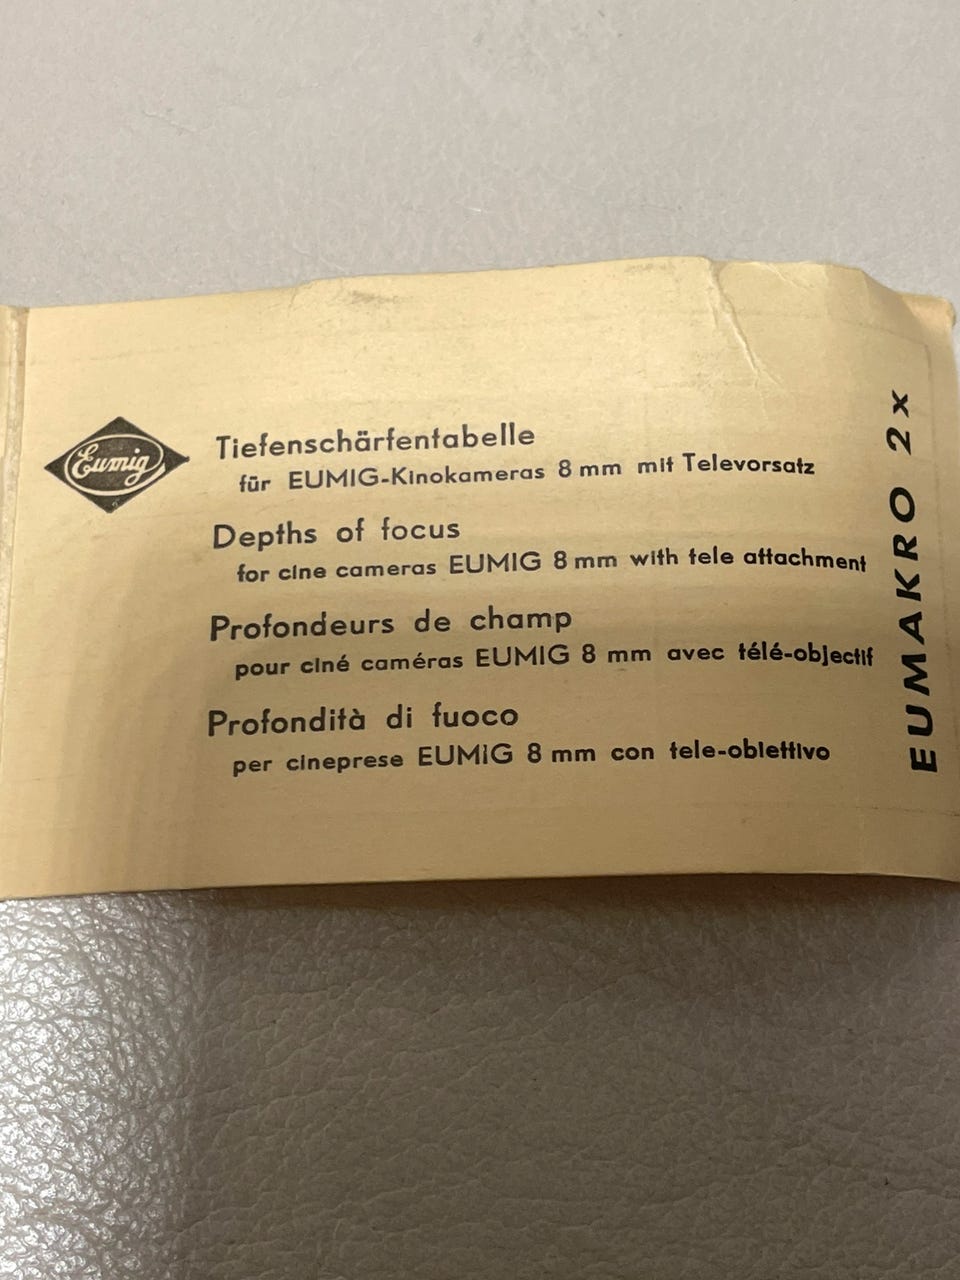 Eumig
Tiefenschärfentabelle
für EUMIG-Kinokameras 8 mm mit Televorsatz
Depths of focus
for cine cameras EUMIG 8 mm with tele attachment
Profondeurs de champ
pour ciné caméras EUMIG 8 mm avec télé-objectif
Profondità di fuoco
per cineprese EUMIG 8 mm con tele-obiettivo
EUMAKRO 2x